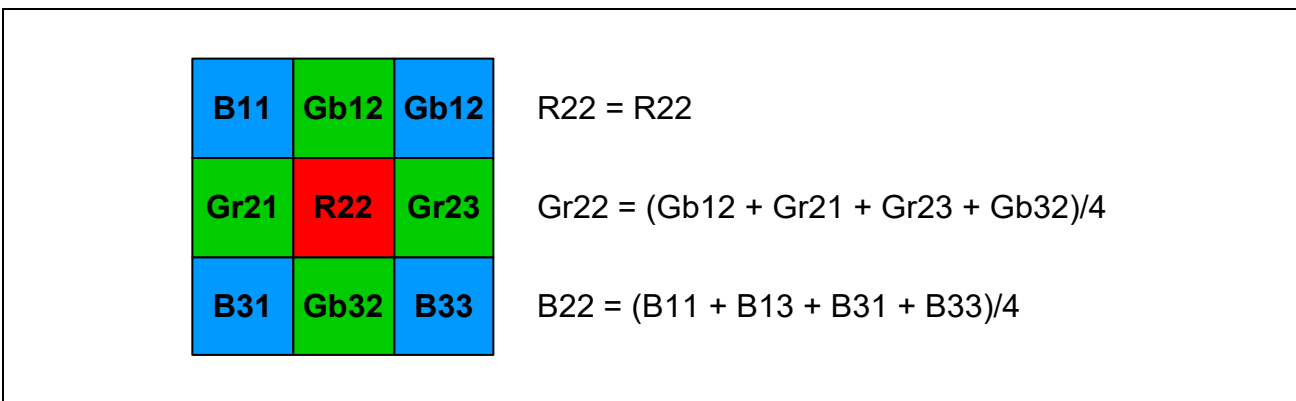 B11 Gb12 Gb12 R22 = R22
Gr21 R22 Gr23 Gr22 = (Gb12 + Gr21 + Gr23 + Gb32)/4
B31 Gb32 B33 B22 = (B11 + B13 + B31 + B33)/4